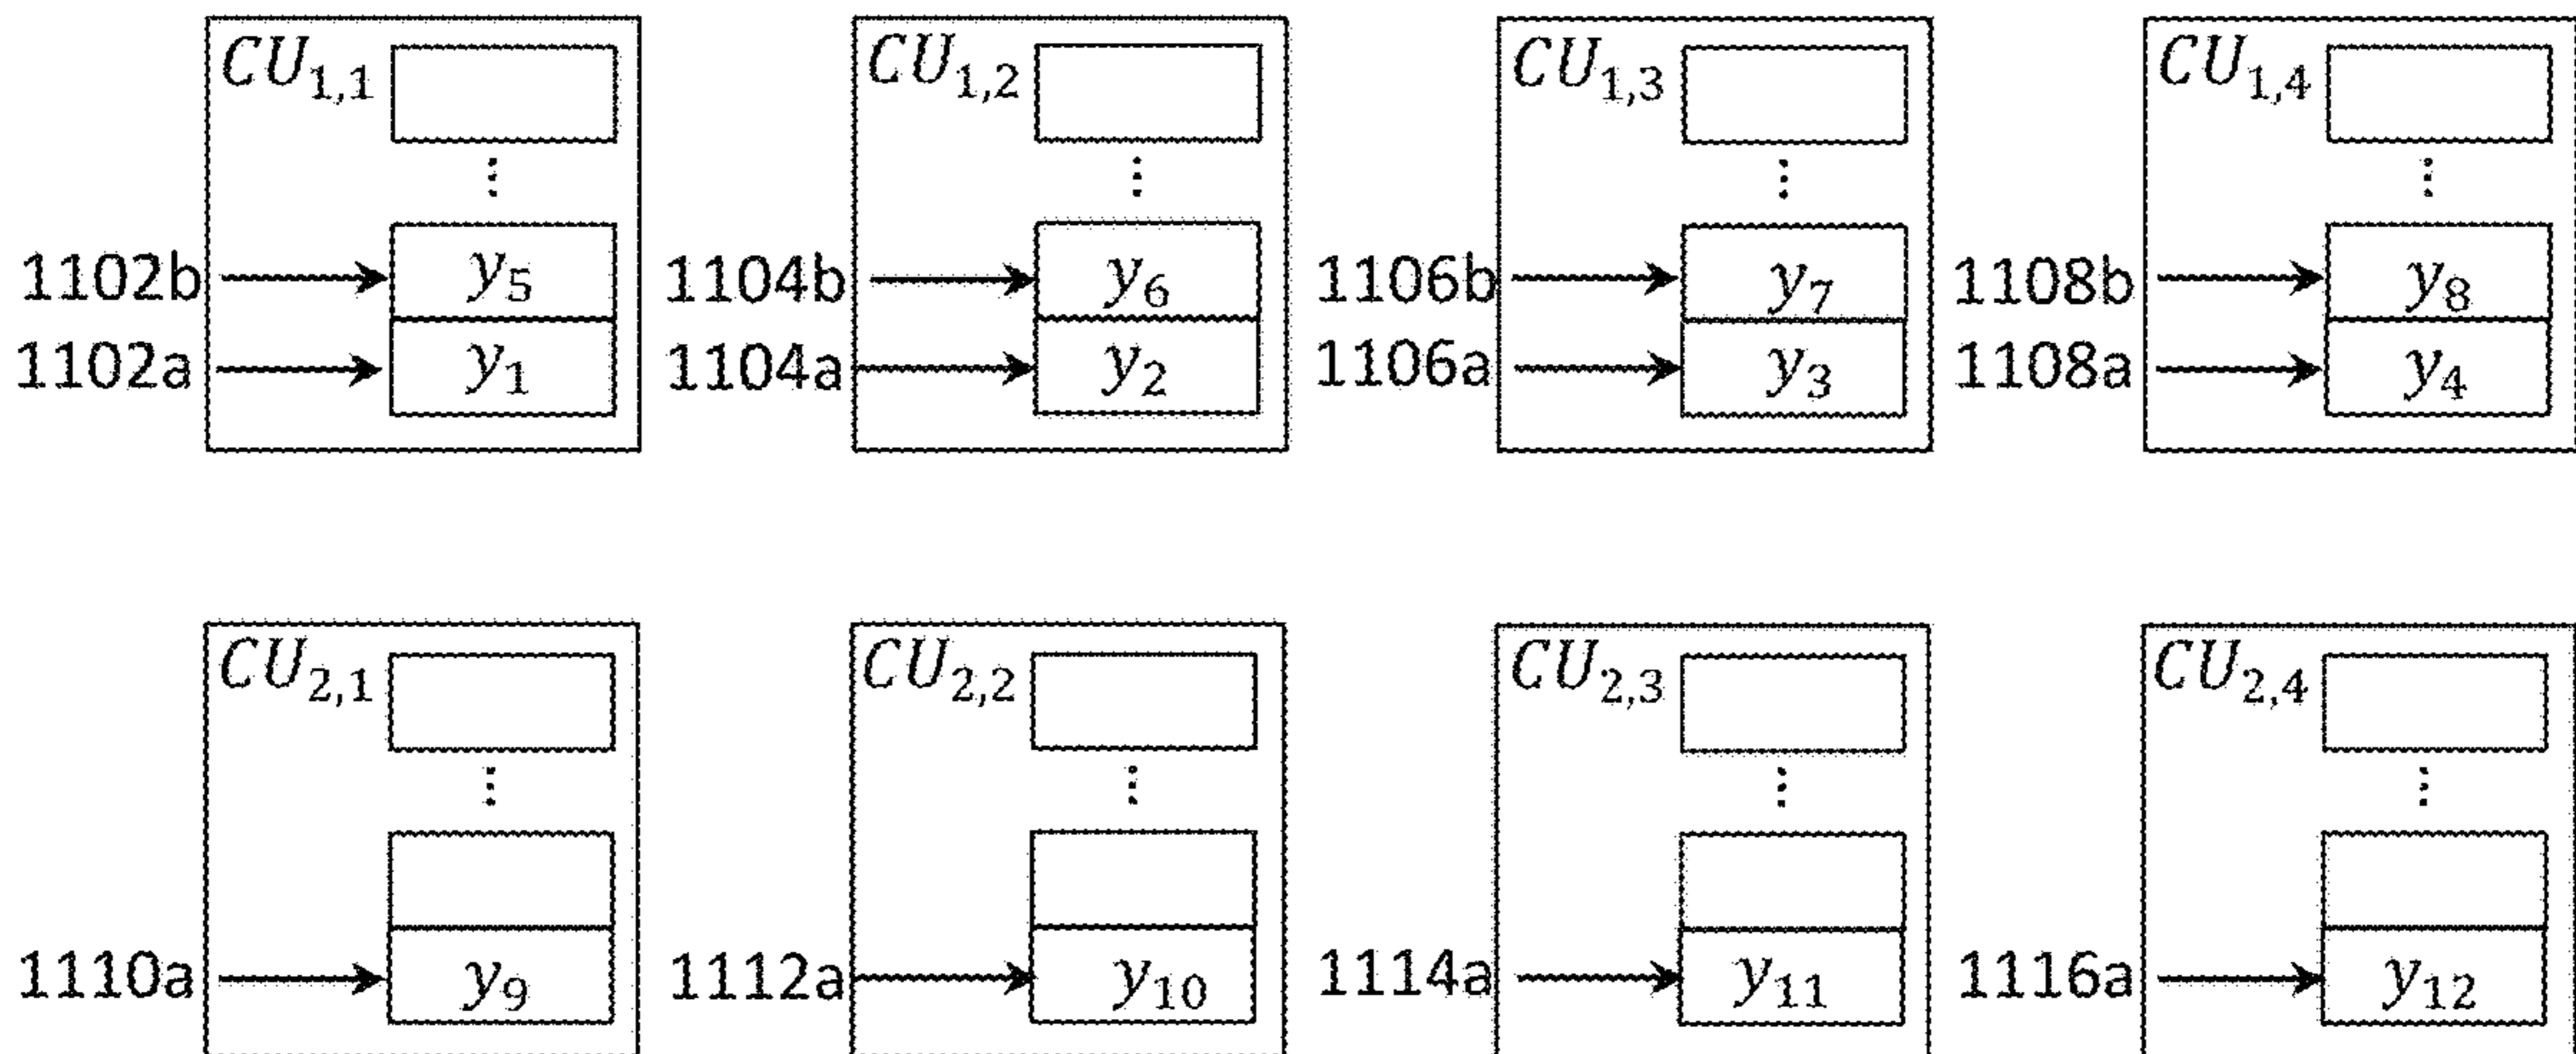 CU1,1 CU1,2 CU1,3 CU1,4
⋮ ⋮ ⋮ ⋮
1102b y5 1104b y6 1106b y7 1108b y8
1102a y1 1104a y2 1106a y3 1108a y4
CU2,1 CU2,2 CU2,3 CU2,4
⋮ ⋮ ⋮ ⋮
1110a y9 1112a y10 1114a y11 1116a y12